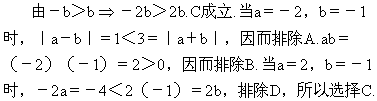 由-b>b⇒-2b>2b.C成立.当a=-2，b=-1
时，|a-b|=1<3=|a+b|，因而排除A.ab=
（-2）（-1）=2>0，因而排除B.当a=2，b=-1
时，-2a=-4<2（-1）=2b，排除D，所以选择C.